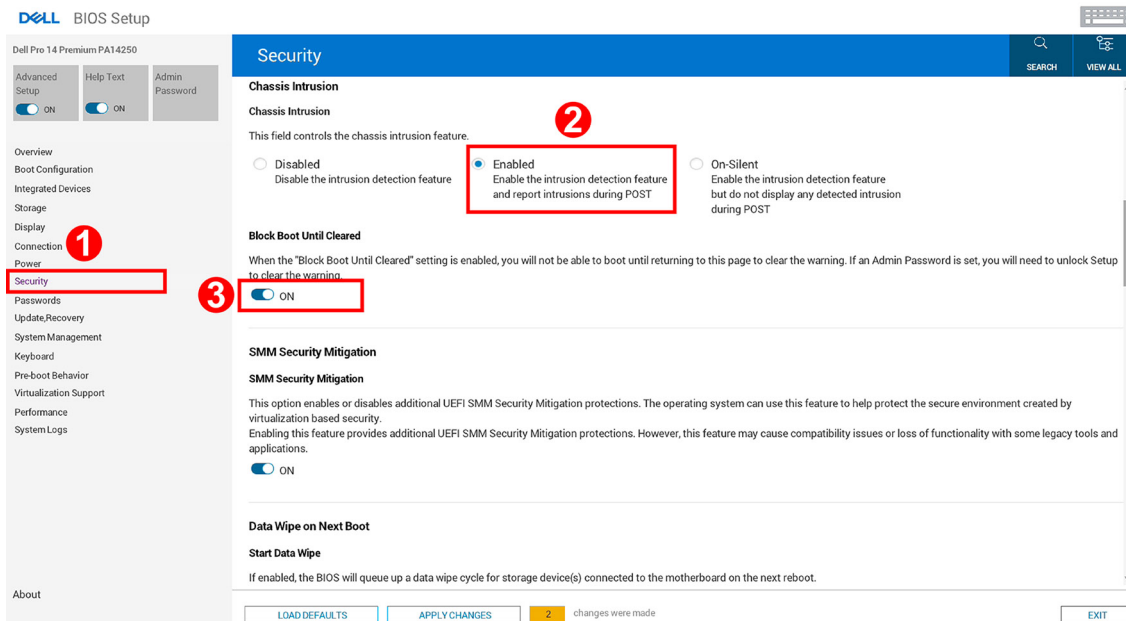 DELL BIOS Setup
Dell Pro 14 Premium PA14250
Advanced Setup
ON
Help Text
ON
Admin Password
Overview
Boot Configuration
Integrated Devices
Storage
Display
Connection
1
Power
Security
Passwords
Update,Recovery
System Management
Keyboard
Pre-boot Behavior
Virtualization Support
Performance
System Logs
About
Security
SEARCH
VIEW ALL
Chassis Intrusion
Chassis Intrusion
This field controls the chassis intrusion feature.
2
Disabled
Disable the intrusion detection feature
Enabled
Enable the intrusion detection feature
and report intrusions during POST
On-Silent
Enable the intrusion detection feature
but do not display any detected intrusion
during POST
Block Boot Until Cleared
When the "Block Boot Until Cleared" setting is enabled, you will not be able to boot until returning to this page to clear the warning. If an Admin Password is set, you will need to unlock Setup
to clear the warning.
3
ON
SMM Security Mitigation
SMM Security Mitigation
This option enables or disables additional UEFI SMM Security Mitigation protections. The operating system can use this feature to help protect the secure environment created by
virtualization based security.
Enabling this feature provides additional UEFI SMM Security Mitigation protections. However, this feature may cause compatibility issues or loss of functionality with some legacy tools and
applications.
ON
Data Wipe on Next Boot
Start Data Wipe
If enabled, the BIOS will queue up a data wipe cycle for storage device(s) connected to the motherboard on the next reboot.
LOAD DEFAULTS
APPLY CHANGES
2
changes were made
EXIT